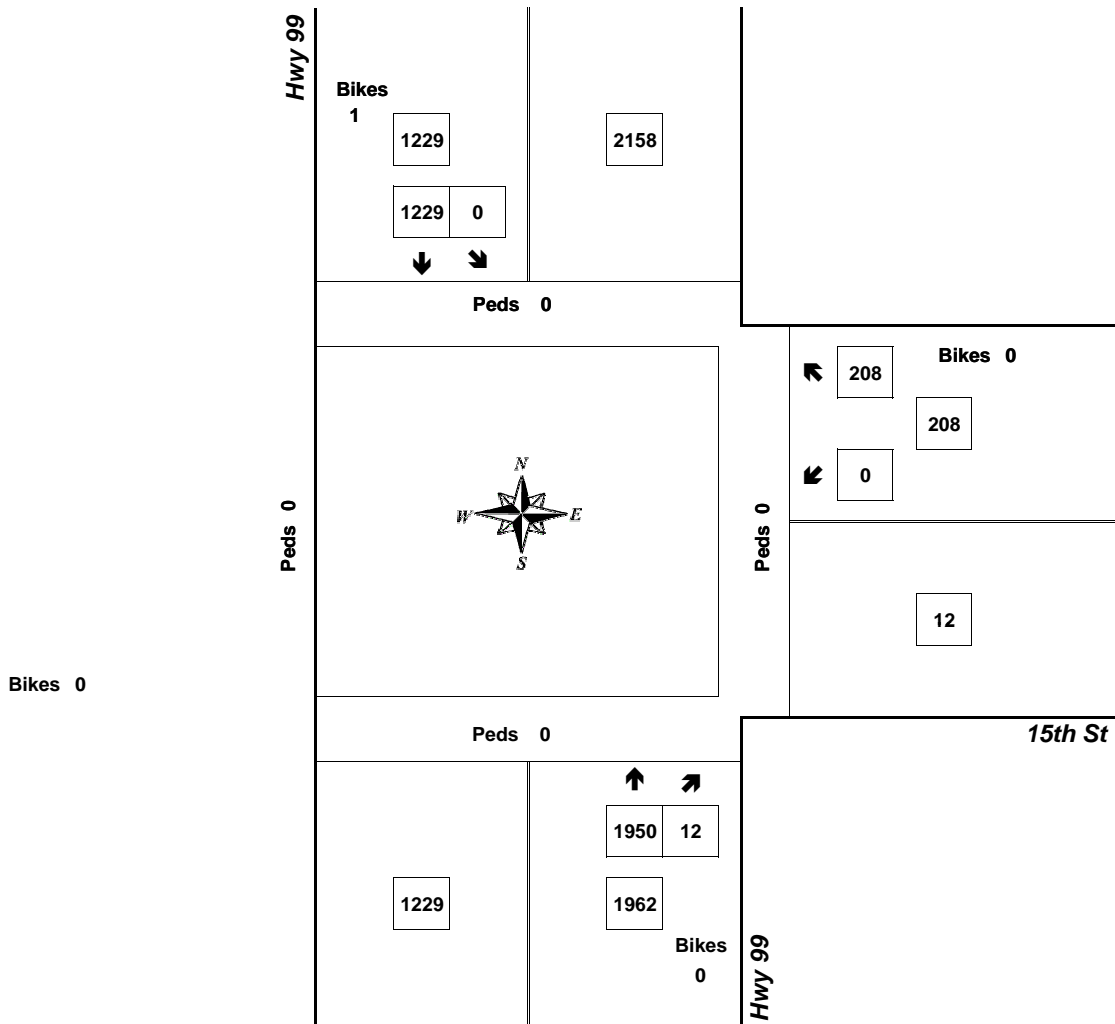 Hwy 99
Bikes
1
1229
2158
1229 0
Peds 0
Bikes 0
208
208
0
N
W E
S
Peds 0
Peds 0
12
Bikes 0
Peds 0
15th St
1950 12
1229
1962
Bikes
0
Hwy 99